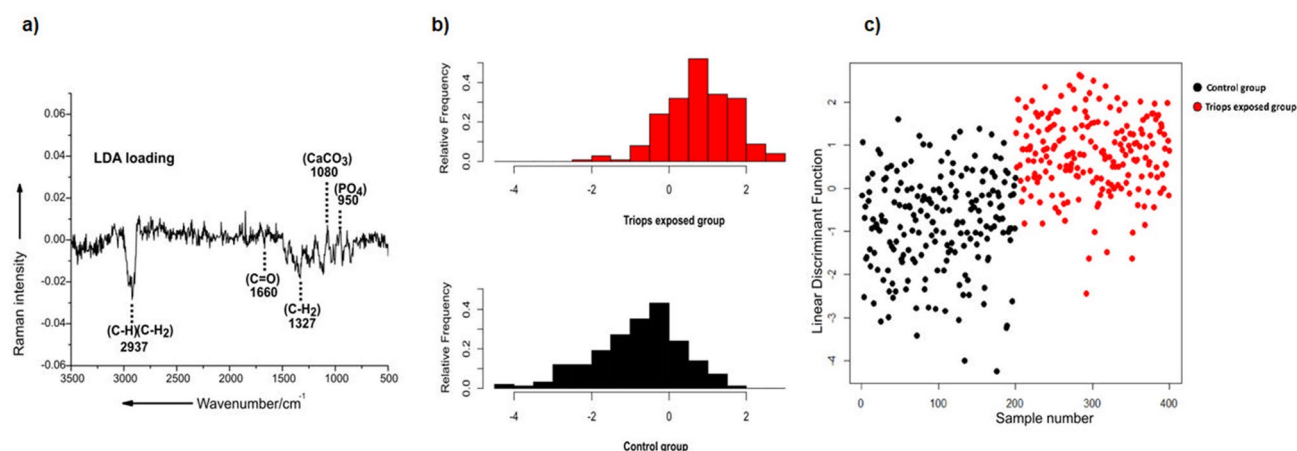 a)
LDA loading
(CaCO3)
1080
(PO4)
950
(C=O)
1660
(C-H2)
1327
(C-H)(C-H2)
2937
0.06
0.04
0.02
0.00
-0.02
-0.04
-0.06
Raman intensity
3500 3000 2500 2000 1500 1000 500
Wavenumber/cm-1
b)
Relative Frequency
0.0 0.2 0.4
-4 -2 0 2
Triops exposed group
Relative Frequency
0.0 0.2 0.4
-4 -2 0 2
Control group
c)
Linear Discriminant Function
2
1
0
-1
-2
-3
-4
0 100 200 300 400
Sample number
Control group
Triops exposed group